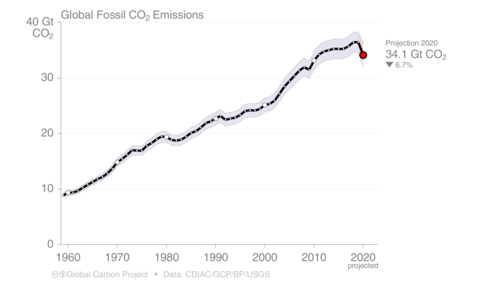 Global Fossil CO₂ Emissions
40 Gt
CO₂
30
20
10
0
Projection 2020
34.1 Gt CO₂
▼ 6.7%
1960 1970 1980 1990 2000 2010 2020
projected
Global Carbon Project • Data: CDIAC/GCP/BP/USGS